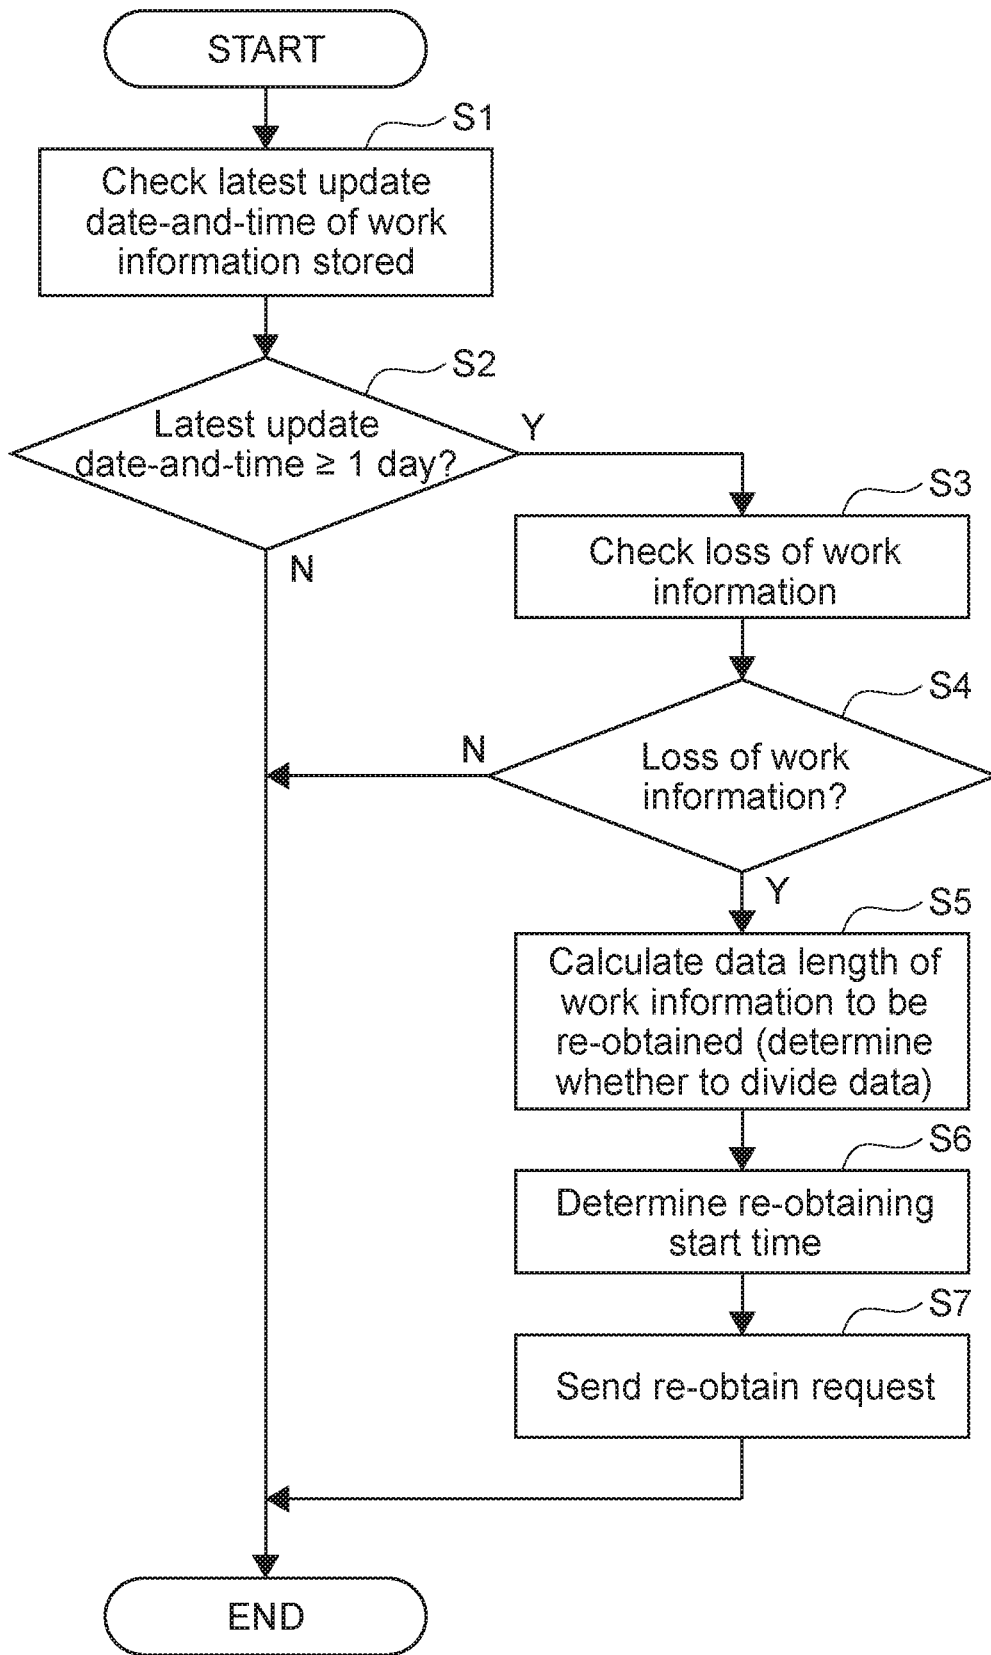 START
S1
Check latest update
date-and-time of work
information stored
S2
Latest update
date-and-time ≥ 1 day?
Y
N
S3
Check loss of work
information
S4
Loss of work
information?
N
Y
S5
Calculate data length of
work information to be
re-obtained (determine
whether to divide data)
S6
Determine re-obtaining
start time
S7
Send re-obtain request
END